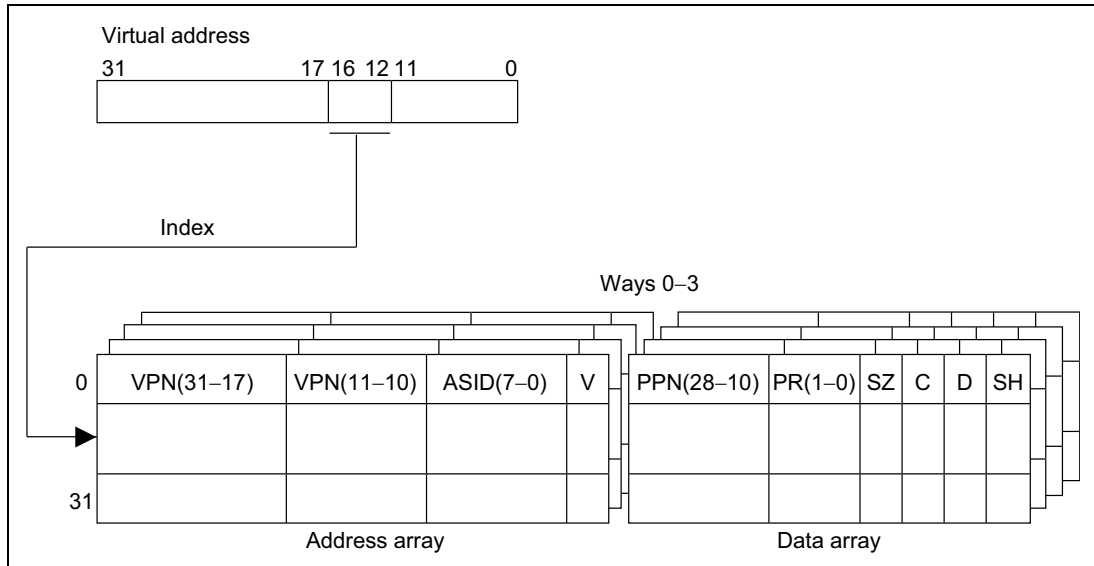 Virtual address
31 17 16 12 11 0
Index
Ways 0–3
0 VPN(31–17) VPN(11–10) ASID(7–0) V PPN(28–10) PR(1–0) SZ C D SH
31
Address array Data array